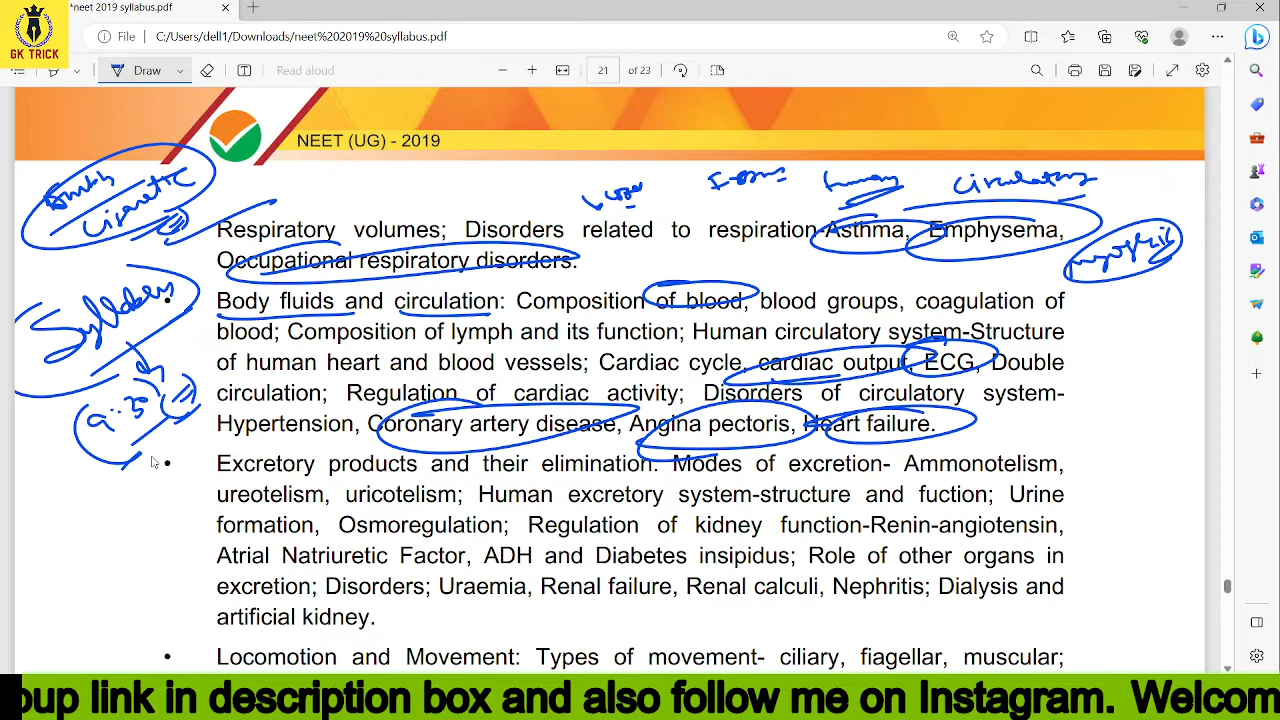 *neet 2019 syllabus.pdf
GK TRICK
File C:/Users/dell1/Downloads/neet%202019%20syllabus.pdf
Draw Read aloud 21 of 23
NEET (UG) - 2019
human circulatory
Respiratory volumes; Disorders related to respiration-Asthma, Emphysema,
Occupational respiratory disorders.
• Body fluids and circulation: Composition of blood, blood groups, coagulation of
blood; Composition of lymph and its function; Human circulatory system-Structure
of human heart and blood vessels; Cardiac cycle, cardiac output, ECG, Double
circulation; Regulation of cardiac activity; Disorders of circulatory system-
Hypertension, Coronary artery disease, Angina pectoris, Heart failure.
Syllabus
• Excretory products and their elimination: Modes of excretion- Ammonotelism,
ureotelism, uricotelism; Human excretory system-structure and fuction; Urine
formation, Osmoregulation; Regulation of kidney function-Renin-angiotensin,
Atrial Natriuretic Factor, ADH and Diabetes insipidus; Role of other organs in
excretion; Disorders; Uraemia, Renal failure, Renal calculi, Nephritis; Dialysis and
artificial kidney.
• Locomotion and Movement: Types of movement- ciliary, fiagellar, muscular;
oup link in description box and also follow me on Instagram. Welcom